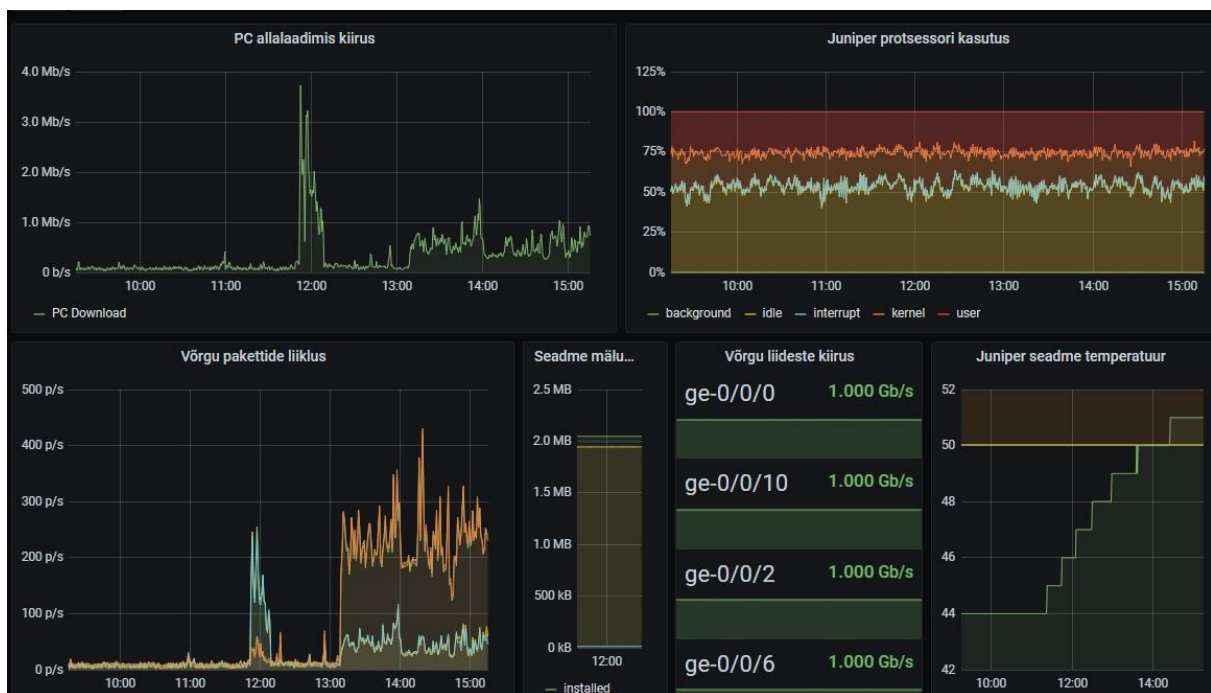 PC allalaadimis kiirus
4.0 Mb/s
3.0 Mb/s
2.0 Mb/s
1.0 Mb/s
0 b/s
10:00 11:00 12:00 13:00 14:00 15:00
PC Download
Juniper protsessori kasutus
125%
100%
75%
50%
25%
0%
10:00 11:00 12:00 13:00 14:00 15:00
background idle interrupt kernel user
Võrgu pakettide liiklus
500 p/s
400 p/s
300 p/s
200 p/s
100 p/s
0 p/s
10:00 11:00 12:00 13:00 14:00 15:00
Seadme mälu...
2.5 MB
2.0 MB
1.5 MB
1.0 MB
500 kB
0 kB
12:00
installed
Võrgu liideste kiirus
ge-0/0/0 1.000 Gb/s
ge-0/0/10 1.000 Gb/s
ge-0/0/2 1.000 Gb/s
ge-0/0/6 1.000 Gb/s
Juniper seadme temperatuur
52
50
48
46
44
42
10:00 12:00 14:00